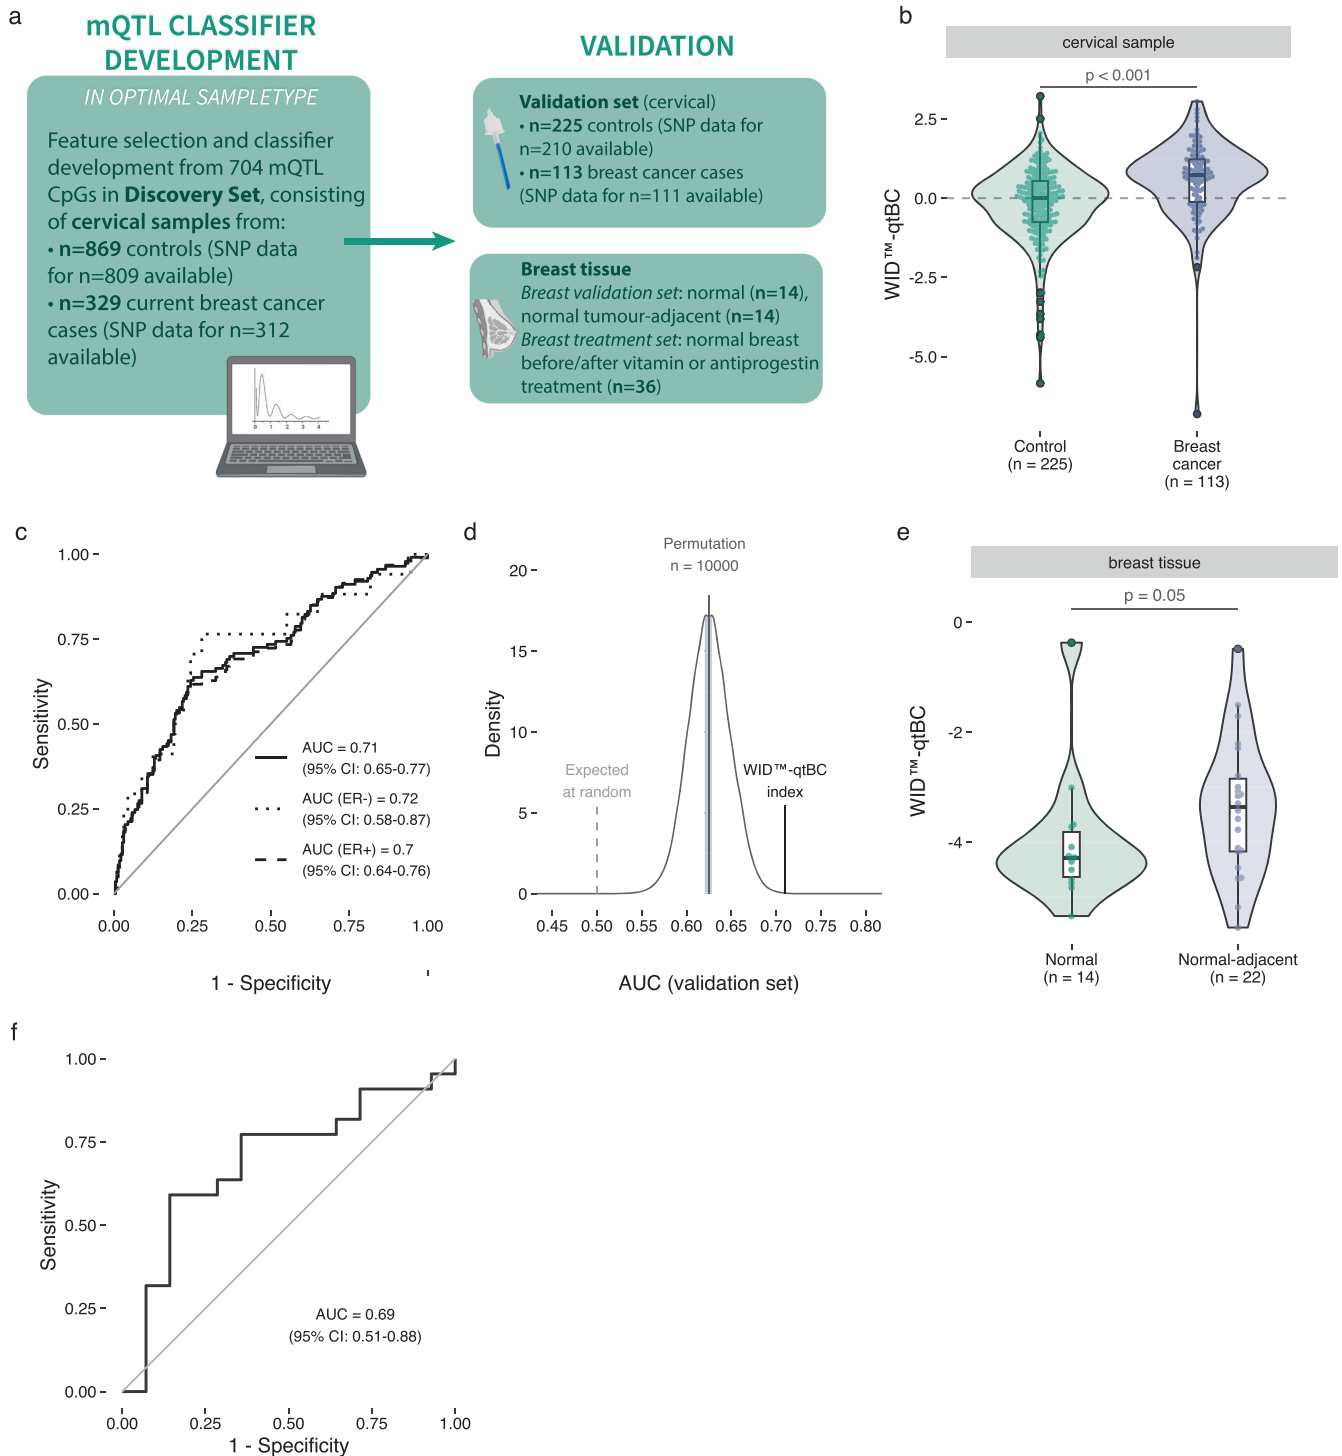 a
mQTL CLASSIFIER
DEVELOPMENT
IN OPTIMAL SAMPLETYPE
Feature selection and classifier
development from 704 mQTL
CpGs in Discovery Set, consisting
of cervical samples from:
• n=869 controls (SNP data
for n=809 available)
• n=329 current breast cancer
cases (SNP data for n=312
available)
0 1 2 3 4
VALIDATION
Validation set (cervical)
• n=225 controls (SNP data for
n=210 available)
• n=113 breast cancer cases
(SNP data for n=111 available)
Breast tissue
Breast validation set: normal (n=14),
normal tumour-adjacent (n=14)
Breast treatment set: normal breast
before/after vitamin or antiprogestin
treatment (n=36)
b
cervical sample
p < 0.001
WID™-qtBC
2.5
0.0
-2.5
-5.0
Control
(n = 225)
Breast
cancer
(n = 113)
c
Sensitivity
1.00
0.75
0.50
0.25
0.00
AUC = 0.71
(95% CI: 0.65-0.77)
AUC (ER-) = 0.72
(95% CI: 0.58-0.87)
AUC (ER+) = 0.7
(95% CI: 0.64-0.76)
0.00 0.25 0.50 0.75 1.00
1 - Specificity
d
Permutation
n = 10000
Density
20
15
10
5
0
Expected
at random
WID™-qtBC
index
0.45 0.50 0.55 0.60 0.65 0.70 0.75 0.80
AUC (validation set)
e
breast tissue
p = 0.05
WID™-qtBC
0
-2
-4
Normal
(n = 14)
Normal-adjacent
(n = 22)
f
Sensitivity
1.00
0.75
0.50
0.25
0.00
AUC = 0.69
(95% CI: 0.51-0.88)
0.00 0.25 0.50 0.75 1.00
1 - Specificity